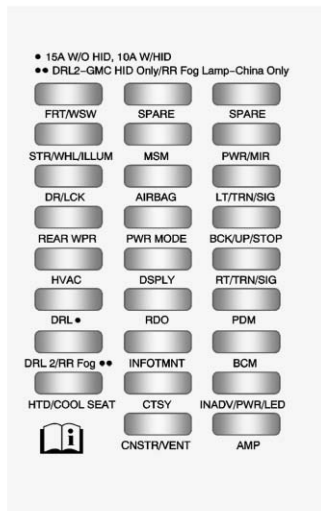 • 15A W/O HID, 10A W/HID
•• DRL2-GMC HID Only/RR Fog Lamp-China Only
FRT/WSW SPARE SPARE
STR/WHL/ILLUM MSM PWR/MIR
DR/LCK AIRBAG LT/TRN/SIG
REAR WPR PWR MODE BCK/UP/STOP
HVAC DSPLY RT/TRN/SIG
DRL • RDO PDM
DRL 2/RR Fog •• INFOTMNT BCM
HTD/COOL SEAT CTSY INADV/PWR/LED
CNSTR/VENT AMP